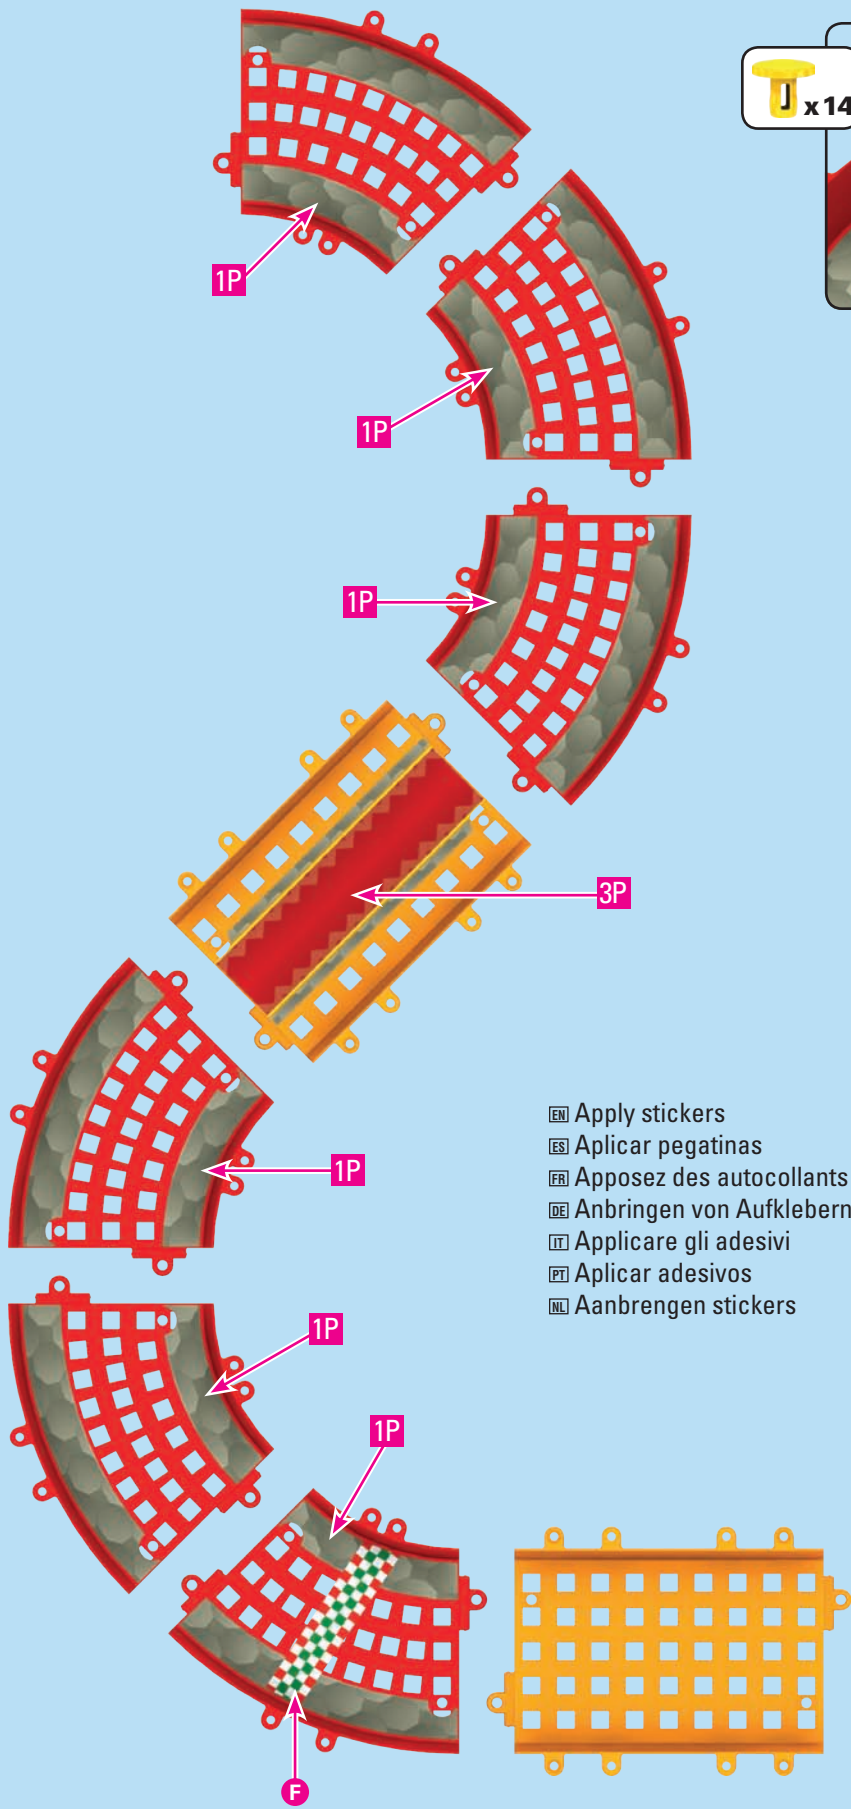 x 14
1P
1P
1P
3P
1P
EN Apply stickers
ES Aplicar pegatinas
FR Apposez des autocollants
DE Anbringen von Aufklebern
IT Applicare gli adesivi
PT Aplicar adesivos
NL Aanbrengen stickers
1P
1P
F